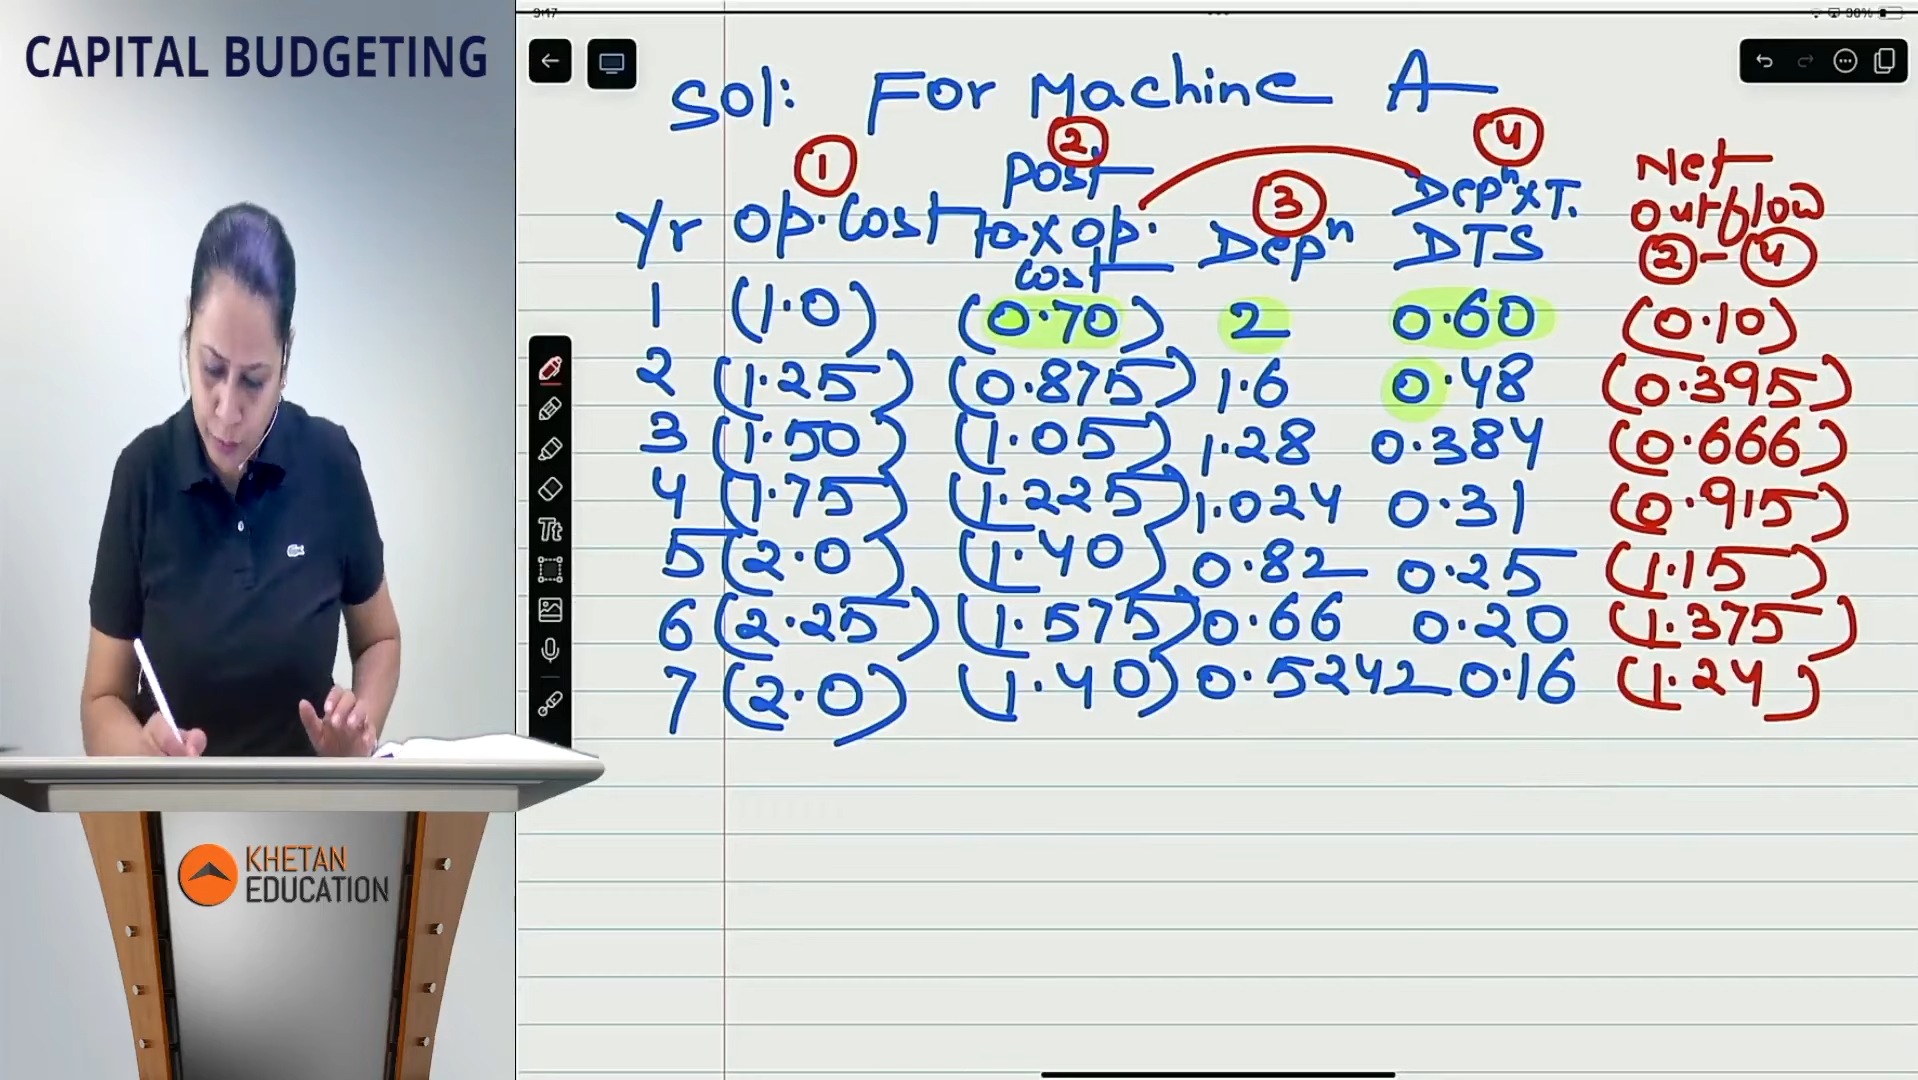 CAPITAL BUDGETING
9:17
98%
Sol: For Machine A
① ② ③ ④
Yr Op. Cost Post Tax Op. Cost Depⁿ Depⁿ x T. DTS Net Outflow ② - ④
1 (1.0) (0.70) 2 0.60 (0.10)
2 (1.25) (0.875) 1.6 0.48 (0.395)
3 (1.50) (1.05) 1.28 0.384 (0.666)
4 (1.75) (1.225) 1.024 0.31 (0.915)
5 (2.0) (1.40) 0.82 0.25 (1.15)
6 (2.25) (1.575) 0.66 0.20 (1.375)
7 (2.0) (1.40) 0.5242 0.16 (1.24)
Tt
KHETAN
EDUCATION